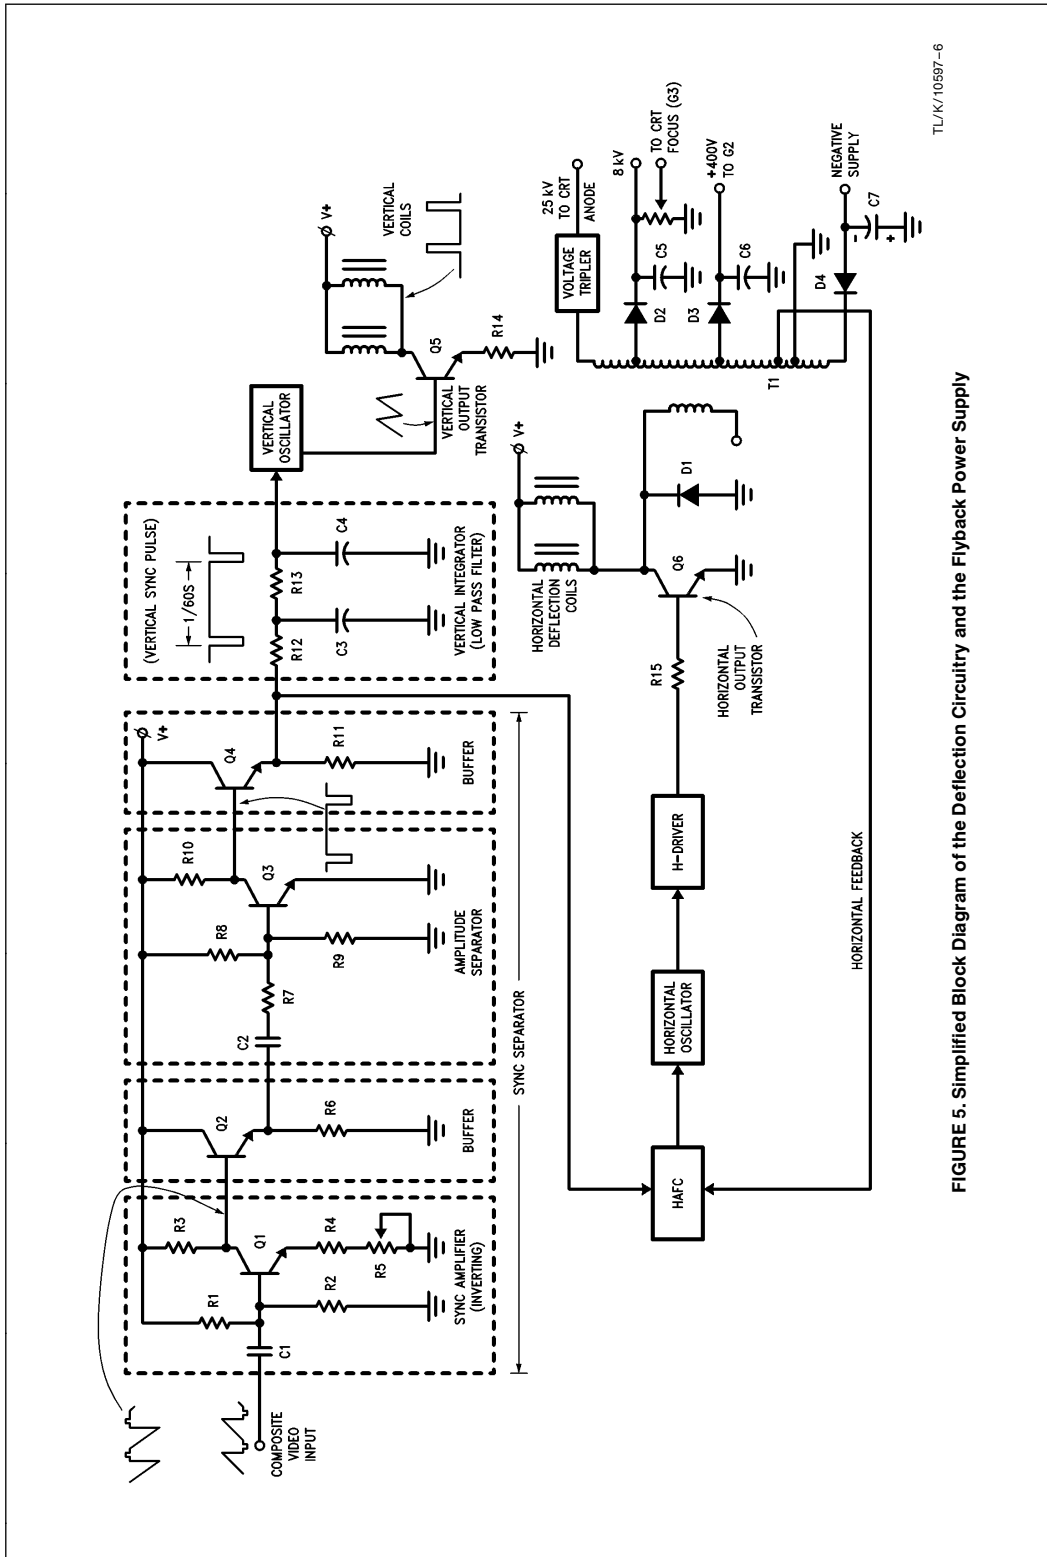 COMPOSITE
VIDEO
INPUT
C1
R1
R2
R3
Q1
R4
R5
SYNC AMPLIFIER
(INVERTING)
Q2
R6
BUFFER
C2
R7
R8
R9
R10
Q3
AMPLITUDE
SEPARATOR
V+
Q4
R11
BUFFER
SYNC SEPARATOR
(VERTICAL SYNC PULSE)
1/60S
R12
R13
C3
C4
VERTICAL INTEGRATOR
(LOW PASS FILTER)
VERTICAL
OSCILLATOR
V+
VERTICAL
COILS
Q5
R14
VERTICAL
OUTPUT
TRANSISTOR
HAFC
HORIZONTAL
OSCILLATOR
H-DRIVER
R15
HORIZONTAL
OUTPUT
TRANSISTOR
Q6
HORIZONTAL
DEFLECTION
COILS
V+
D1
T1
VOLTAGE
TRIPLER
25 kV
TO CRT
ANODE
D2
C5
8 kV
TO CRT
FOCUS (G3)
D3
C6
+400V
TO G2
D4
NEGATIVE
SUPPLY
-
+
C7
HORIZONTAL FEEDBACK
TL/K/10597-6
FIGURE 5. Simplified Block Diagram of the Deflection Circuitry and the Flyback Power Supply